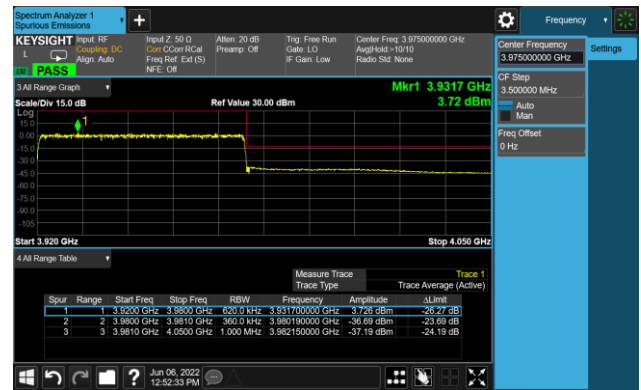 Spectrum Analyzer 1
Spurious Emissions
Frequency
KEYSIGHT Input: RF Input Z: 50 Ω Atten: 20 dB Trig: Free Run Center Freq: 3.975000000 GHz
L Coupling: DC Corr CCorr RCal Preamp: Off Gate: LO Avg|Hold:>10/10
Align: Auto Freq Ref: Ext (S) IF Gain: Low Radio Std: None
PASS NFE: Off
Center Frequency
3.975000000 GHz
Settings
CF Step
3.500000 MHz
Auto
Man
Freq Offset
0 Hz
3 All Range Graph
Mkr1 3.9317 GHz
Scale/Div 15.0 dB Ref Value 30.00 dBm 3.72 dBm
Log
15.0
0.00
-15.0
-30.0
-45.0
-60.0
-75.0
-90.0
-105
1
Start 3.920 GHz Stop 4.050 GHz
4 All Range Table
Measure Trace Trace 1
Trace Type Trace Average (Active)
Spur Range Start Freq Stop Freq RBW Frequency Amplitude ΔLimit
1 1 3.9200 GHz 3.9800 GHz 620.0 kHz 3.931700000 GHz 3.726 dBm -26.27 dB
2 2 3.9800 GHz 3.9810 GHz 360.0 kHz 3.980190000 GHz -36.69 dBm -23.69 dB
3 3 3.9810 GHz 4.0500 GHz 1.000 MHz 3.982150000 GHz -37.19 dBm -24.19 dB
Jun 06, 2022
12:52:33 PM